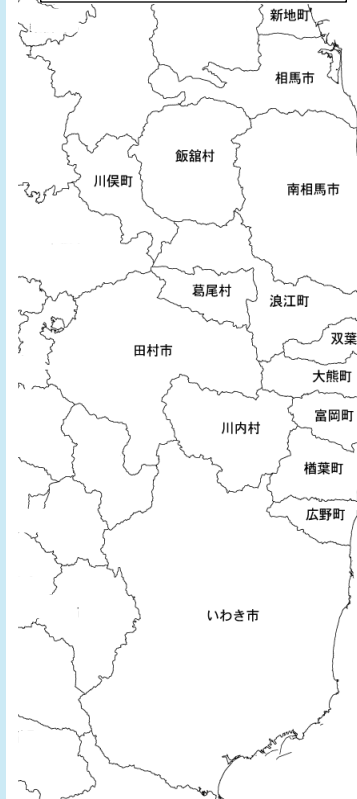 新地町
相馬市
飯舘村
川俣町
南相馬市
葛尾村
浪江町
双葉
田村市
大熊町
富岡町
川内村
楢葉町
広野町
いわき市